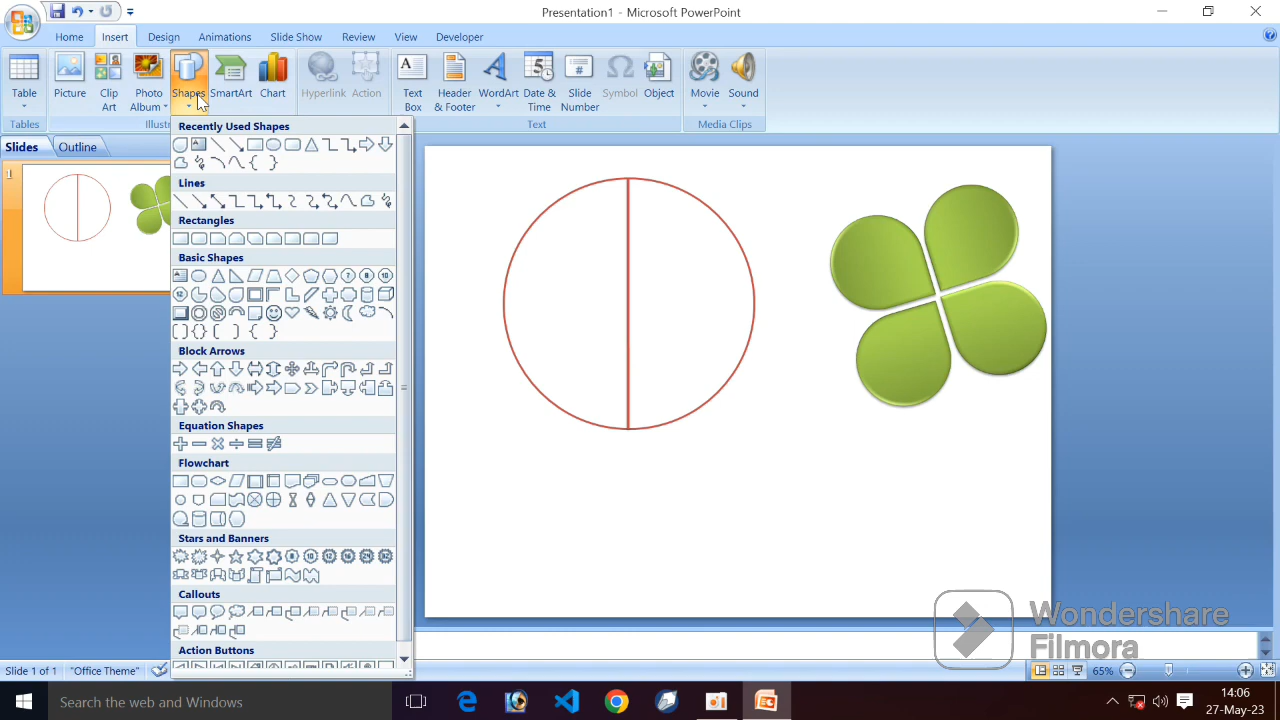 Presentation1 - Microsoft PowerPoint
Home Insert Design Animations Slide Show Review View Developer
Table
Picture
Clip Art
Photo Album
Shapes
SmartArt
Chart
Hyperlink
Action
Text Box
Header & Footer
WordArt
Date & Time
Slide Number
Symbol
Object
Movie
Sound
Tables
Illustr
Text
Media Clips
Slides Outline
1
Recently Used Shapes
Lines
Rectangles
Basic Shapes
Block Arrows
Equation Shapes
Flowchart
Stars and Banners
Callouts
Action Buttons
Wondershare
Filmora
Slide 1 of 1 "Office Theme" 65%
Search the web and Windows
14:06
27-May-23